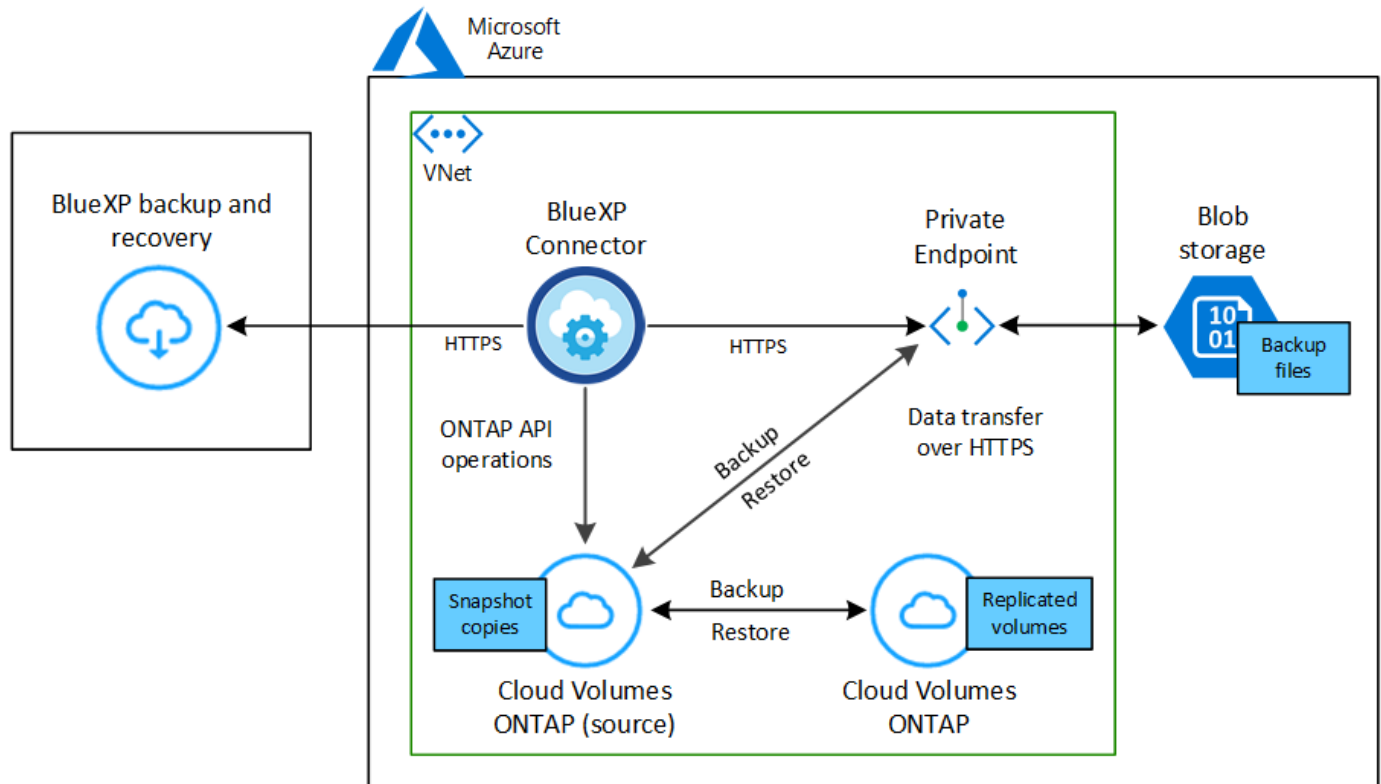 Microsoft
Azure
VNet
BlueXP backup and
recovery
BlueXP
Connector
Private
Endpoint
Blob
storage
10
01
Backup
files
HTTPS
HTTPS
ONTAP API
operations
Backup
Restore
Data transfer
over HTTPS
Snapshot
copies
Backup
Restore
Replicated
volumes
Cloud Volumes
ONTAP (source)
Cloud Volumes
ONTAP